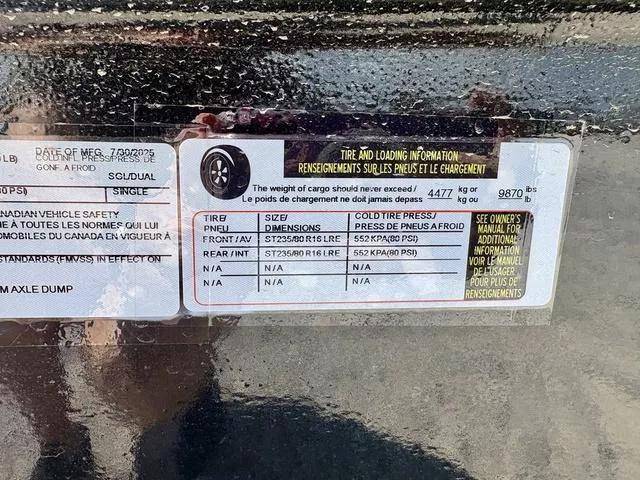 LB)
DATE OF MFG. 7/30/2025
COLD INFL. PRESS/PRESS. DE
GONF. A FROID
SGL/DUAL
80 PSI)
SINGLE
ANADIAN VEHICLE SAFETY
E À TOUTES LES NORMES QUI LUI
OMOBILES DU CANADA EN VIGUEUR À
STANDARDS (FMVSS) IN EFFECT ON
M AXLE DUMP
TIRE AND LOADING INFORMATION
RENSEIGNEMENTS SUR LES PNEUS ET LE CHARGEMENT
The weight of cargo should never exceed / 4477 kg or 9870 lbs
Le poids de chargement ne doit jamais depass kg ou lb
TIRE/ SIZE/ COLD TIRE PRESS./
PNEU DIMENSIONS PRESS DE PNEUS A FROID
FRONT / AV ST235/80 R16 LRE 552 KPA(80 PSI)
REAR / INT ST235/80 R16 LRE 552 KPA(80 PSI)
N / A N / A N / A
N / A N / A N / A
SEE OWNER'S
MANUAL FOR
ADDITIONAL
INFORMATION
VOIR LE MANUEL
DE L'USAGER
POUR PLUS DE
RENSEIGNEMENTS